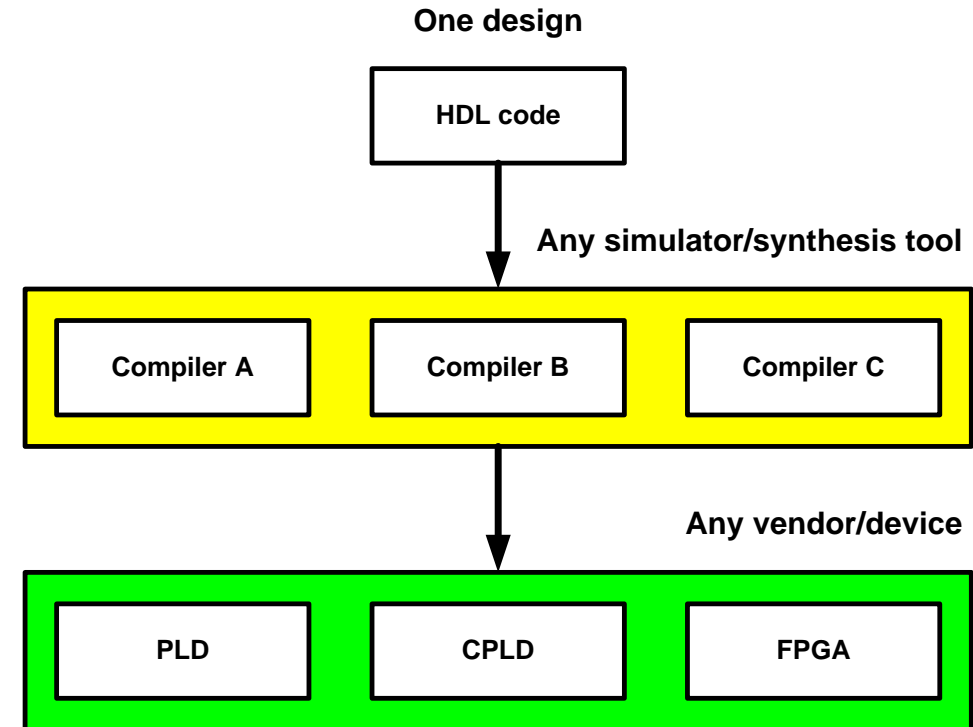 One design
HDL code
Any simulator/synthesis tool
Compiler A
Compiler B
Compiler C
Any vendor/device
PLD
CPLD
FPGA